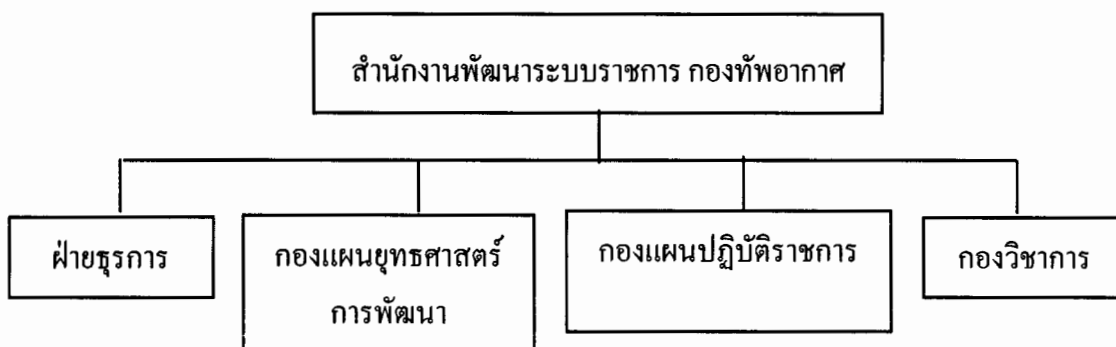 สำนักงานพัฒนาระบบราชการ กองทัพอากาศ
ฝ่ายธุรการ
กองแผนยุทธศาสตร์
การพัฒนา
กองแผนปฏิบัติราชการ
กองวิชาการ